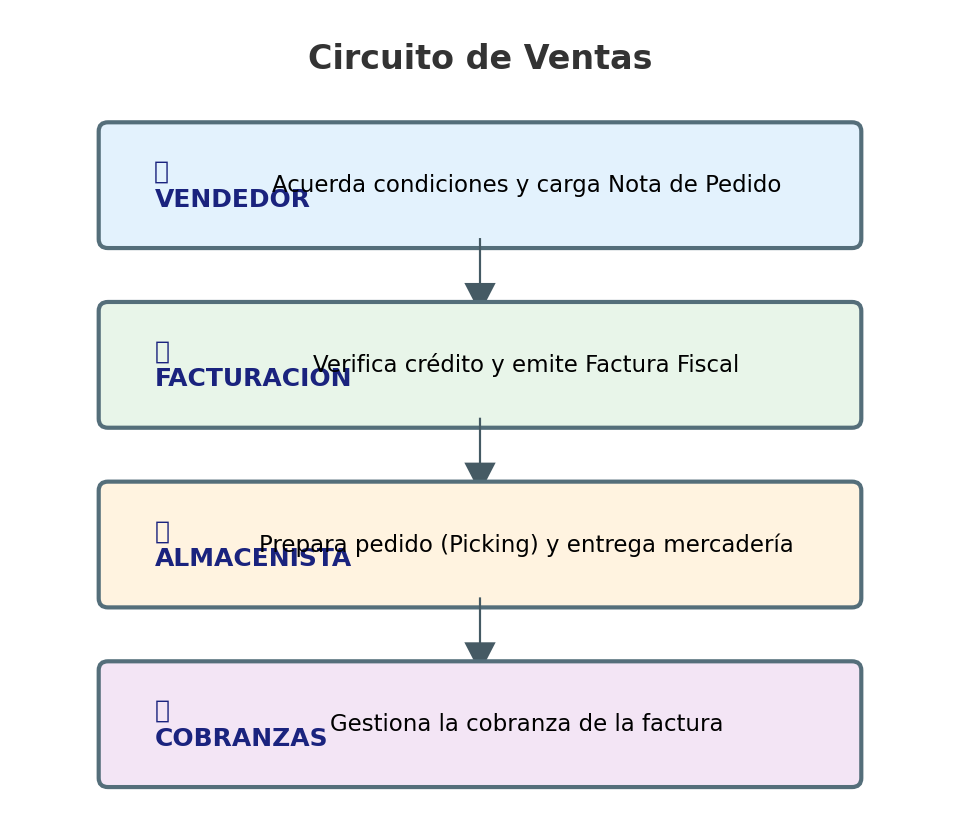 Circuito de Ventas
VENDEDOR
Acuerda condiciones y carga Nota de Pedido
FACTURACIÓN
Verifica crédito y emite Factura Fiscal
ALMACENISTA
Prepara pedido (Picking) y entrega mercadería
COBRANZAS
Gestiona la cobranza de la factura